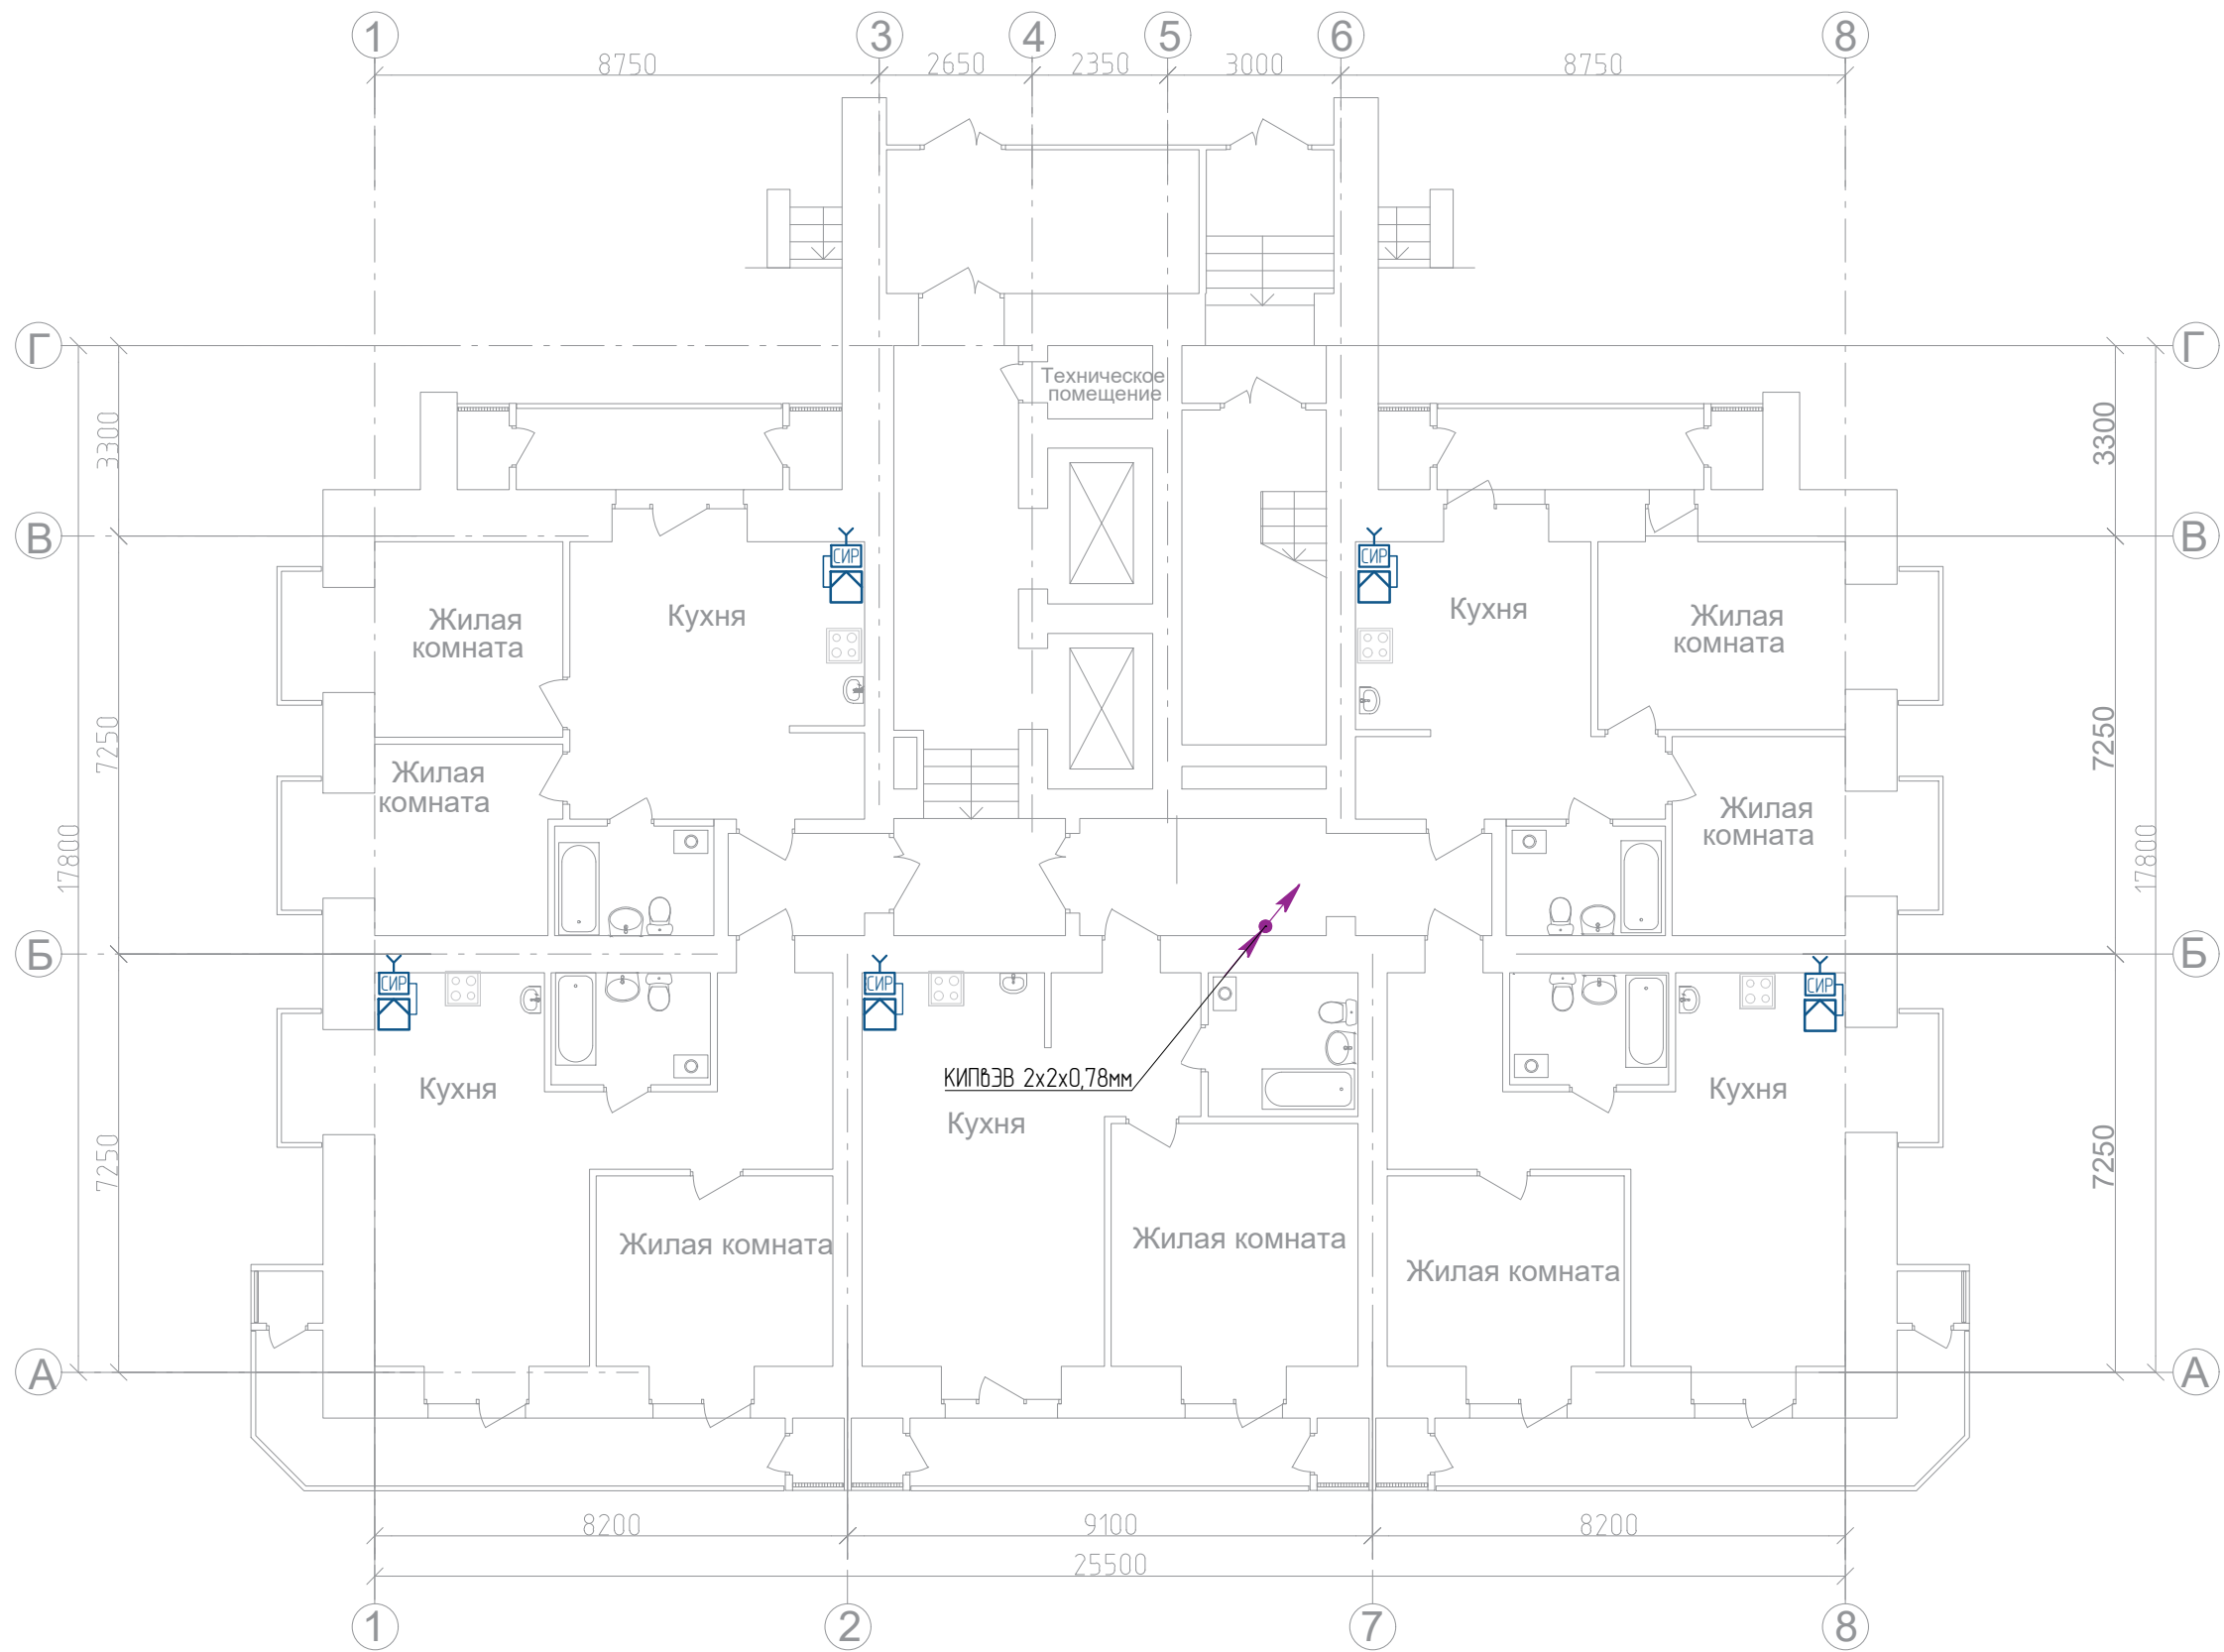 1
3
4
5
6
8
8750
2650
2350
3000
8750
Г
Г
Техническое
помещение
3300
3300
В
В
СИР
СИР
Жилая
комната
Кухня
Кухня
Жилая
комната
7250
7250
Жилая
комната
Жилая
комната
17800
17800
Б
Б
СИР
СИР
СИР
КИПвЭВ 2х2х0,78мм
Кухня
Кухня
Кухня
7250
7250
Жилая комната
Жилая комната
Жилая комната
А
А
8200
9100
8200
25500
1
2
7
8